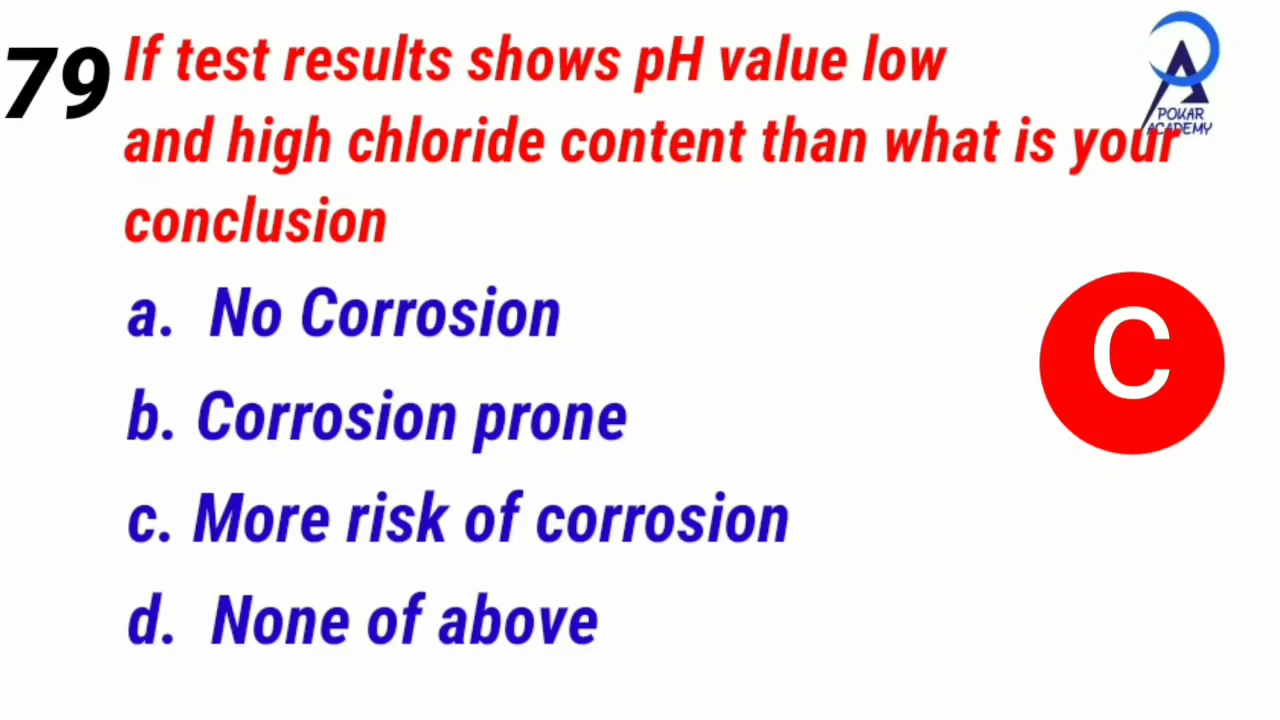 79
If test results shows pH value low
and high chloride content than what is your
conclusion
a. No Corrosion
b. Corrosion prone
c. More risk of corrosion
d. None of above
C
POKAR
ACADEMY